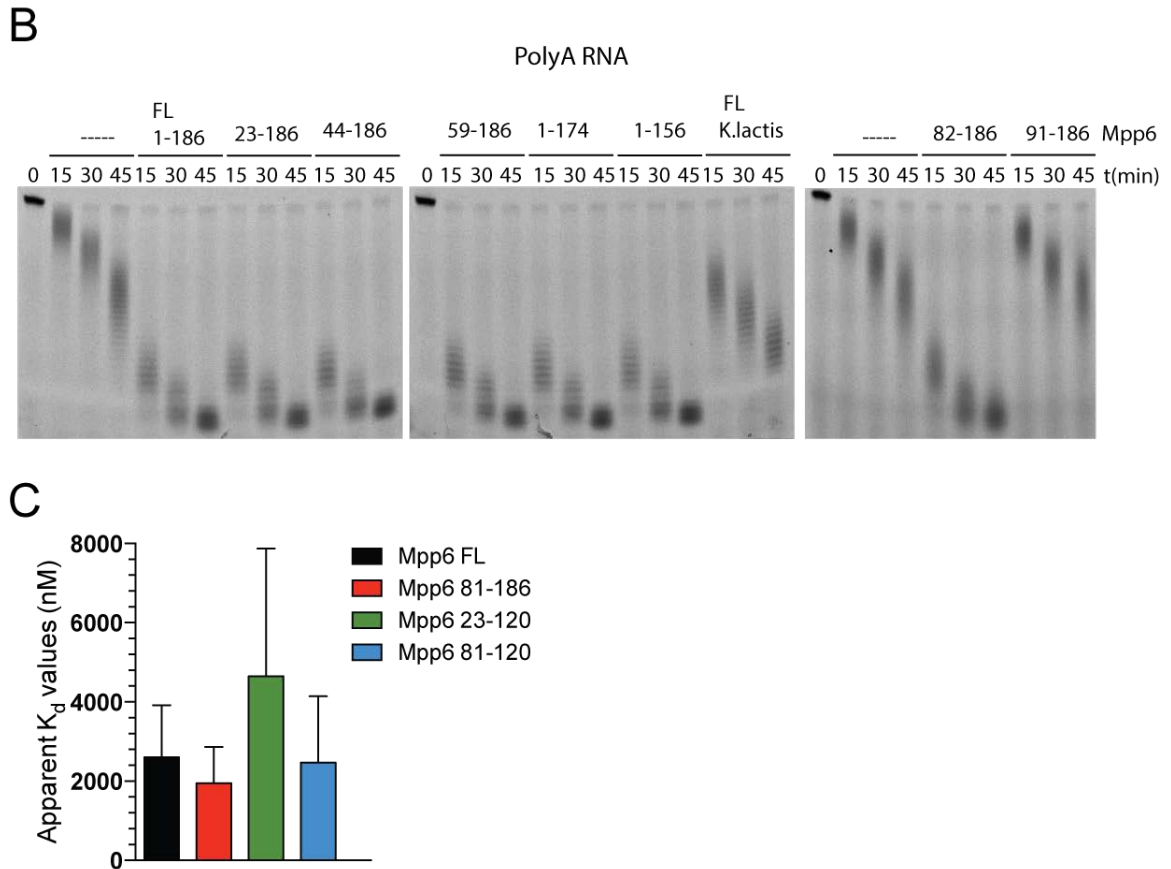 B
PolyA RNA
----- FL 1-186 23-186 44-186 59-186 1-174 1-156 FL K.lactis ----- 82-186 91-186 Mpp6
0 15 30 45 15 30 45 15 30 45 15 30 45 0 15 30 45 15 30 45 15 30 45 15 30 45 0 15 30 45 15 30 45 15 30 45 t(min)
C
Apparent Kd values (nM)
8000
6000
4000
2000
0
Mpp6 FL
Mpp6 81-186
Mpp6 23-120
Mpp6 81-120